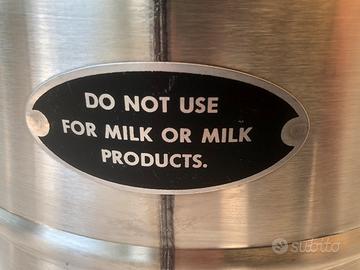 DO NOT USE
FOR MILK OR MILK
PRODUCTS.
subito